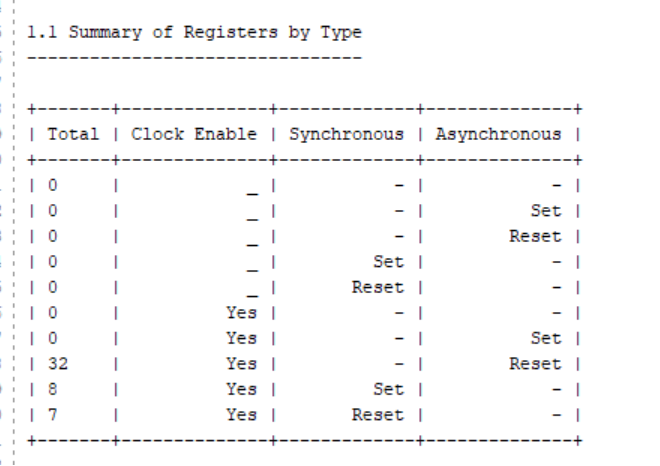 1.1 Summary of Registers by Type
--------------------------------
+-------+--------------+-------------+--------------+
| Total | Clock Enable | Synchronous | Asynchronous |
+-------+--------------+-------------+--------------+
| 0     |            _ |           - |            - |
| 0     |            _ |           - |          Set |
| 0     |            _ |           - |        Reset |
| 0     |            _ |         Set |            - |
| 0     |            _ |       Reset |            - |
| 0     |          Yes |           - |            - |
| 0     |          Yes |           - |          Set |
| 32    |          Yes |           - |        Reset |
| 8     |          Yes |         Set |            - |
| 7     |          Yes |       Reset |            - |
+-------+--------------+-------------+--------------+